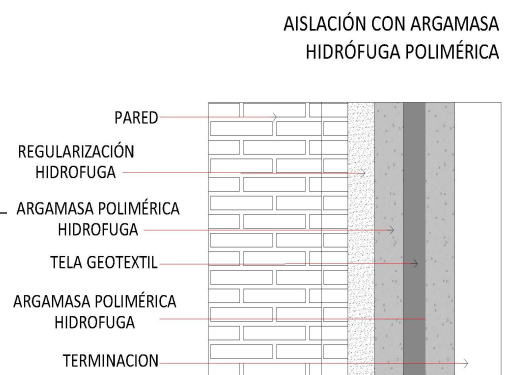 AISLACIÓN CON ARGAMASA
HIDRÓFUGA POLIMÉRICA
PARED
REGULARIZACIÓN
HIDROFUGA
ARGAMASA POLIMÉRICA
HIDROFUGA
TELA GEOTEXTIL
ARGAMASA POLIMÉRICA
HIDROFUGA
TERMINACION